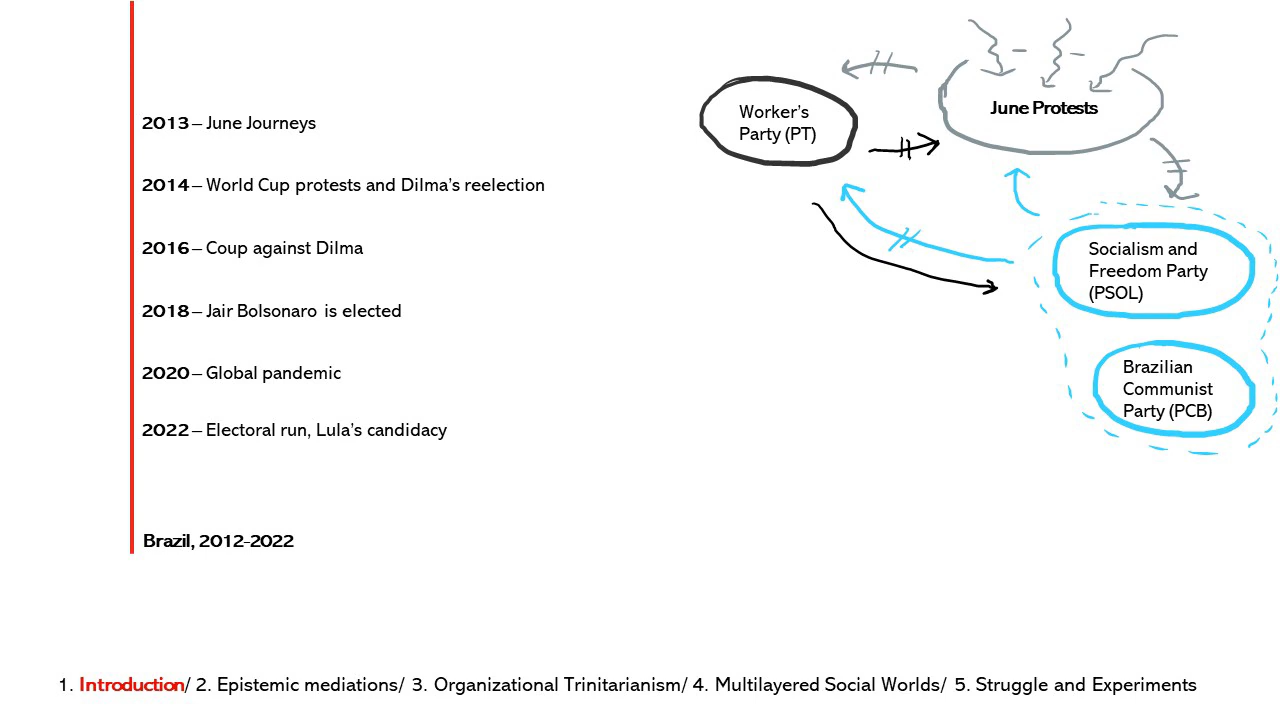 2013 – June Journeys
2014 – World Cup protests and Dilma's reelection
2016 – Coup against Dilma
2018 – Jair Bolsonaro is elected
2020 – Global pandemic
2022 – Electoral run, Lula's candidacy
Brazil, 2012-2022
Worker's
Party (PT)
June Protests
Socialism and
Freedom Party
(PSOL)
Brazilian
Communist
Party (PCB)
1. Introduction/ 2. Epistemic mediations/ 3. Organizational Trinitarianism/ 4. Multilayered Social Worlds/ 5. Struggle and Experiments